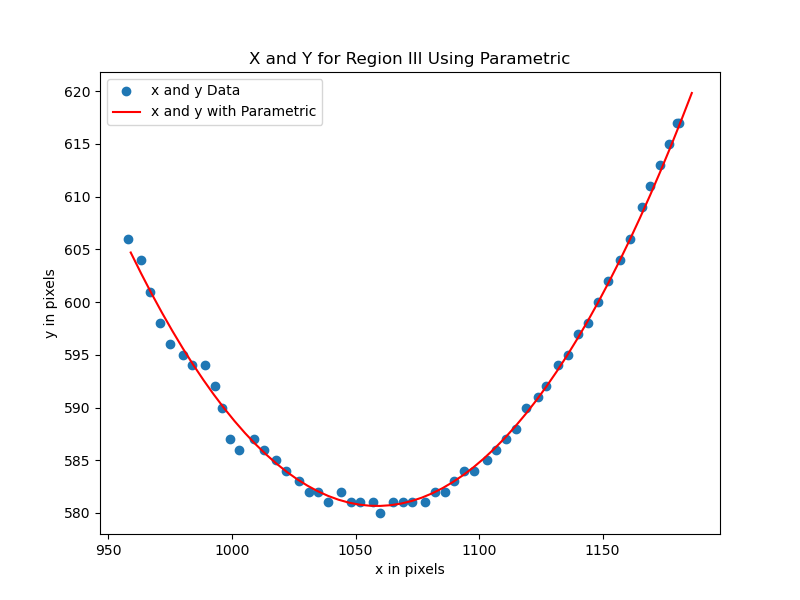 X and Y for Region III Using Parametric
x and y Data
x and y with Parametric
620
615
610
605
600
595
590
585
580
y in pixels
950
1000
1050
1100
1150
x in pixels